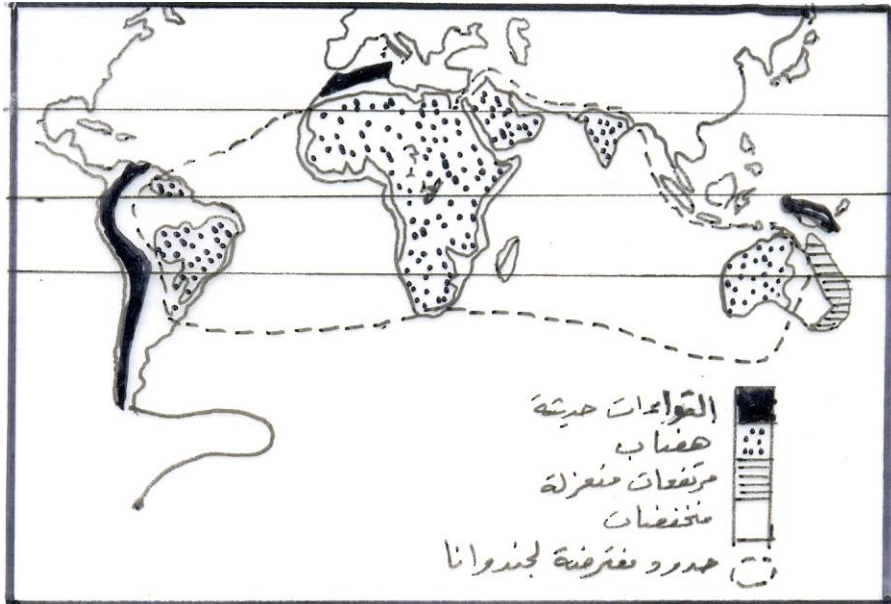 التواءات حديثة
هضاب
مرتفعات منعزلة
منخفضات
حدود مفترضة لجندوانا